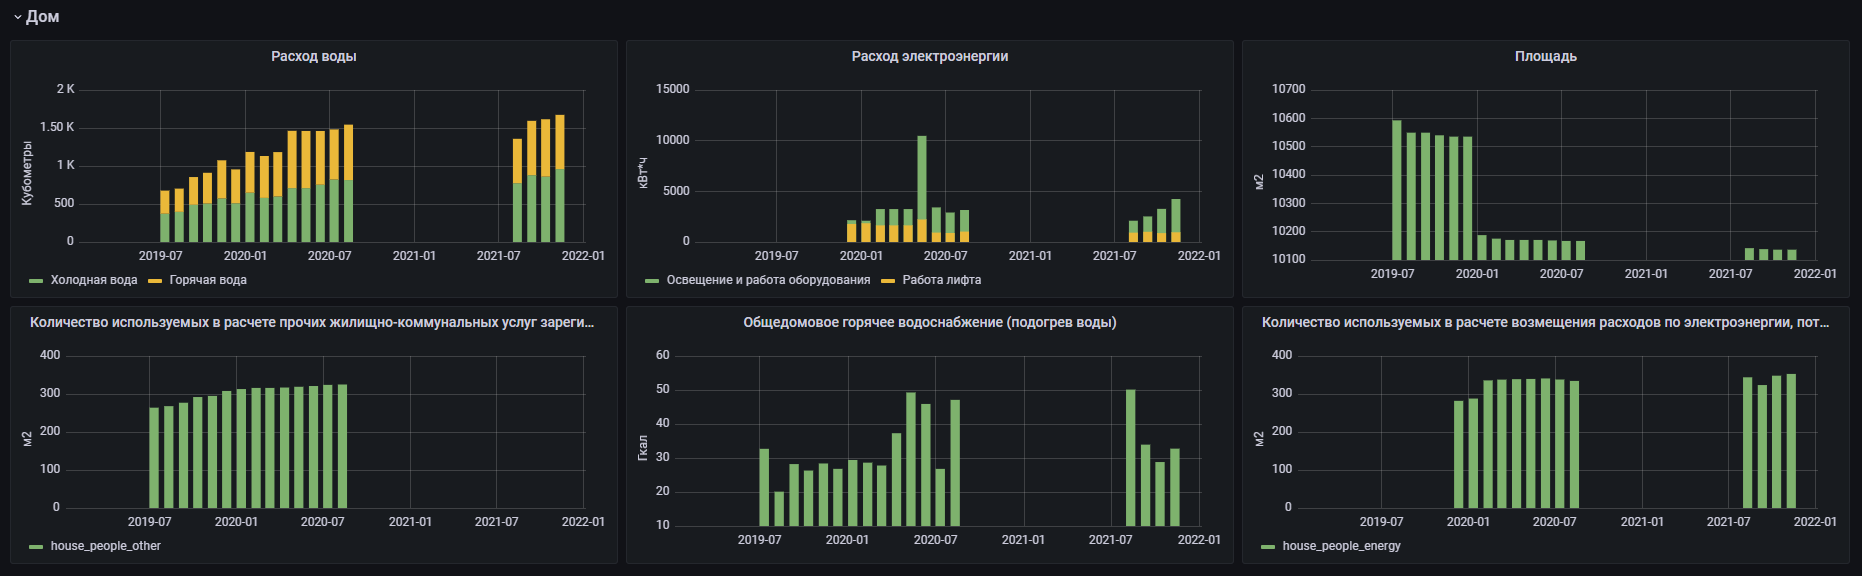 Дом
Расход воды
Кубометры
2 K
1.50 K
1 K
500
0
2019-07 2020-01 2020-07 2021-01 2021-07 2022-01
Холодная вода Горячая вода
Расход электроэнергии
кВт*ч
15000
10000
5000
0
2019-07 2020-01 2020-07 2021-01 2021-07 2022-01
Освещение и работа оборудования Работа лифта
Площадь
м2
10700
10600
10500
10400
10300
10200
10100
2019-07 2020-01 2020-07 2021-01 2021-07 2022-01
Количество используемых в расчете прочих жилищно-коммунальных услуг зареги...
м2
400
300
200
100
0
2019-07 2020-01 2020-07 2021-01 2021-07 2022-01
house_people_other
Общедомовое горячее водоснабжение (подогрев воды)
Гкал
60
50
40
30
20
10
2019-07 2020-01 2020-07 2021-01 2021-07 2022-01
Количество используемых в расчете возмещения расходов по электроэнергии, пот...
м2
400
300
200
100
0
2019-07 2020-01 2020-07 2021-01 2021-07 2022-01
house_people_energy